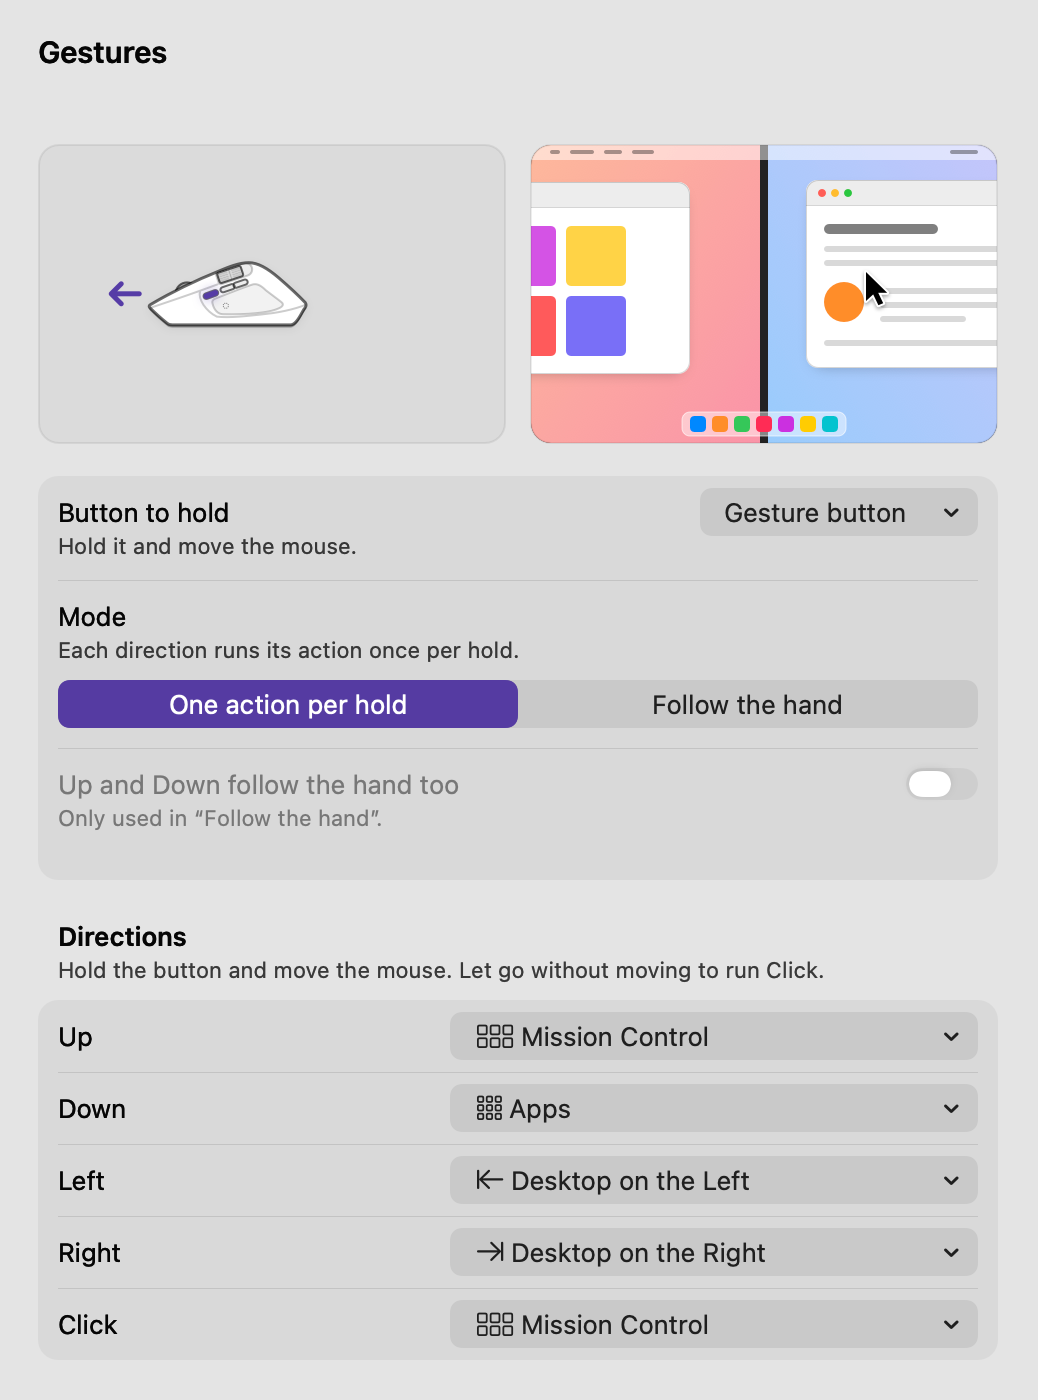 Gestures
Button to hold
Gesture button
Hold it and move the mouse.
Mode
Each direction runs its action once per hold.
One action per hold
Follow the hand
Up and Down follow the hand too
Only used in “Follow the hand”.
Directions
Hold the button and move the mouse. Let go without moving to run Click.
Up
Mission Control
Down
Apps
Left
Desktop on the Left
Right
Desktop on the Right
Click
Mission Control